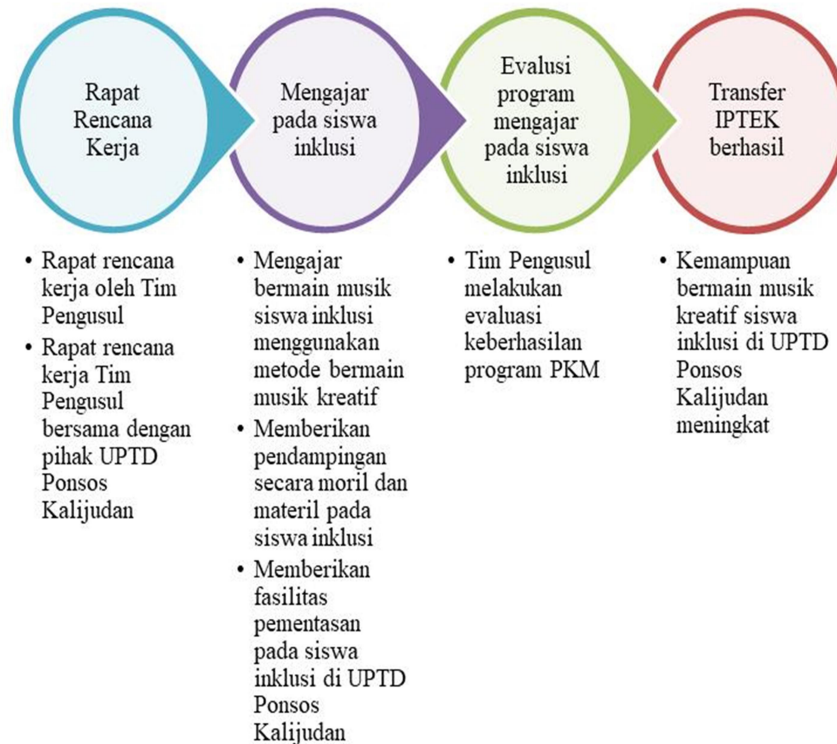 Rapat
Rencana
Kerja
Mengajar
pada siswa
inklusi
Evalusi
program
mengajar
pada siswa
inklusi
Transfer
IPTEK
berhasil
• Rapat rencana
kerja oleh Tim
Pengusul
• Rapat rencana
kerja Tim
Pengusul
bersama dengan
pihak UPTD
Ponsos
Kalijudan
• Mengajar
bermain musik
siswa inklusi
menggunakan
metode bermain
musik kreatif
• Memberikan
pendampingan
secara moril dan
materil pada
siswa inklusi
• Memberikan
fasilitas
pementasan
pada siswa
inklusi di UPTD
Ponsos
Kalijudan
• Tim Pengusul
melakukan
evaluasi
keberhasilan
program PKM
• Kemampuan
bermain musik
kreatif siswa
inklusi di UPTD
Ponsos
Kalijudan
meningkat